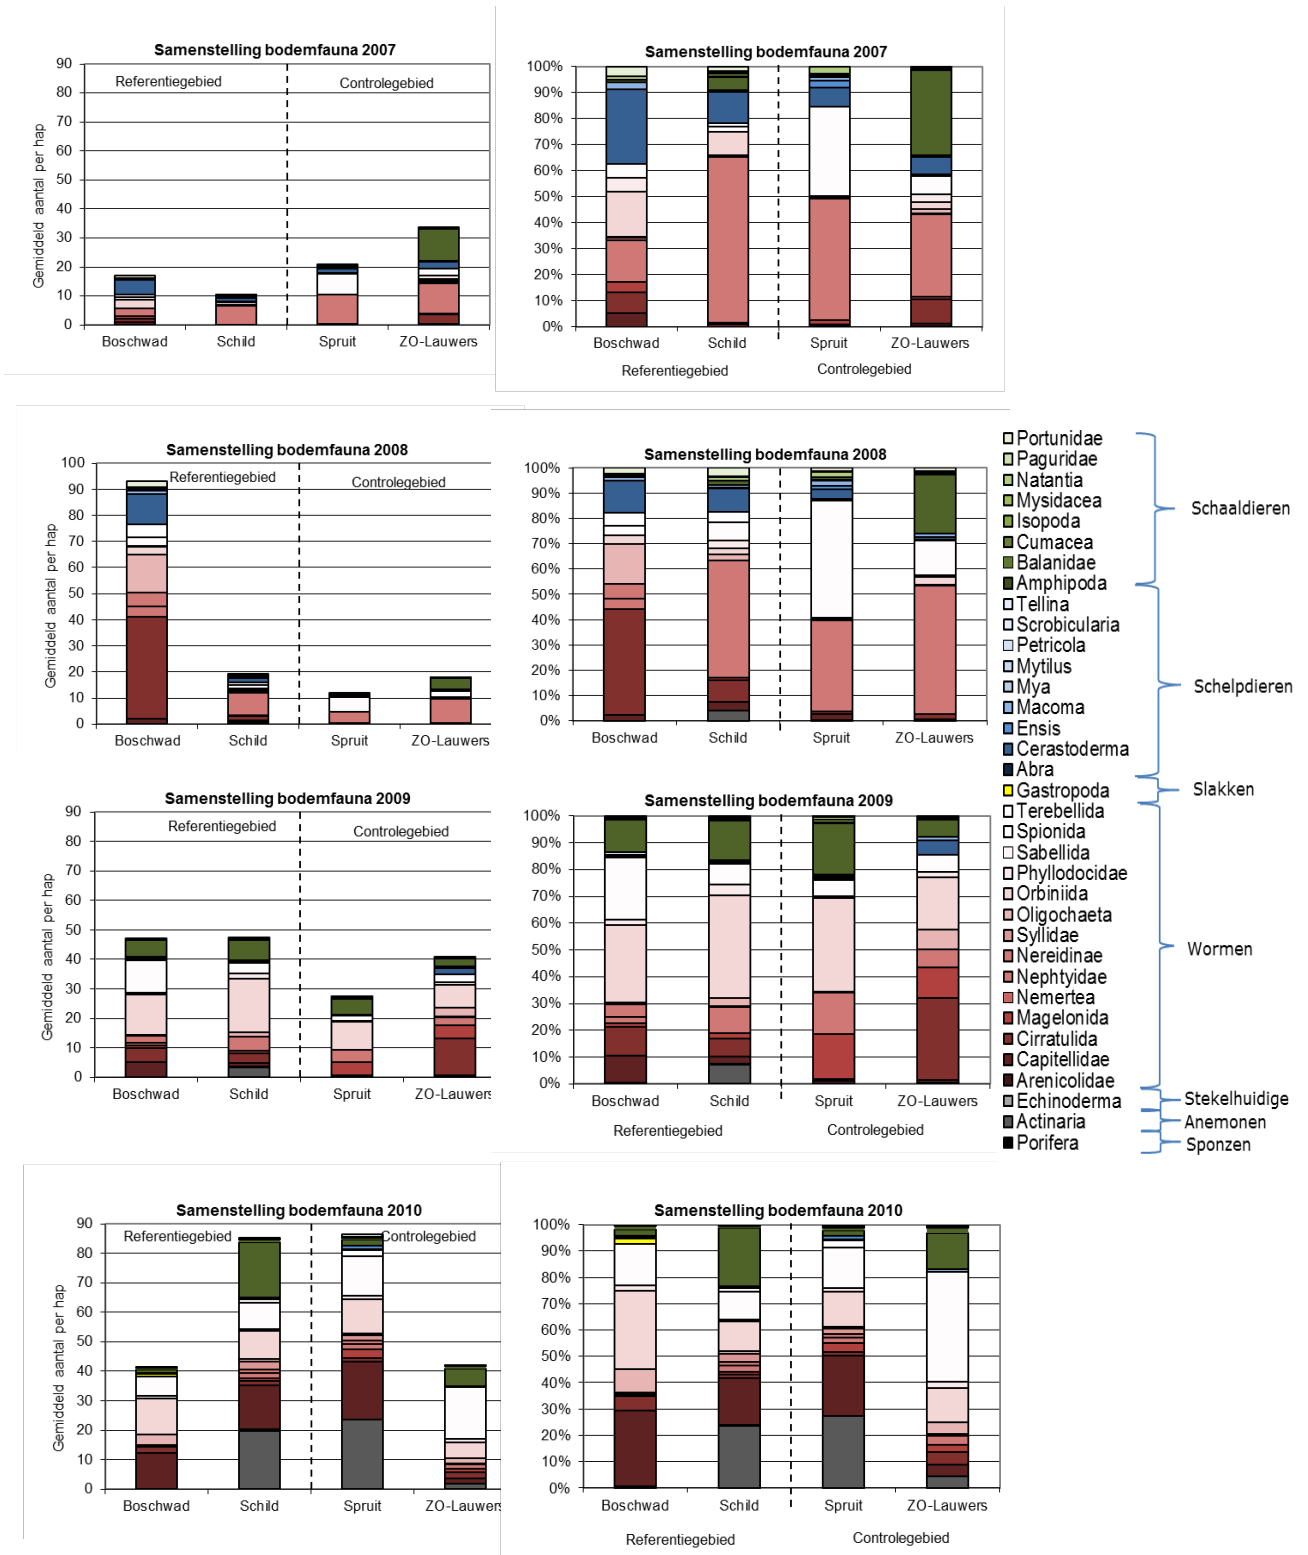 Samenstelling bodemfauna 2007
Gemiddeld aantal per hap
90
80
70
60
50
40
30
20
10
0
Referentiegebied
Controlegebied
Boschwad Schild Spruit ZO-Lauwers
Samenstelling bodemfauna 2007
100%
90%
80%
70%
60%
50%
40%
30%
20%
10%
0%
Boschwad Schild Spruit ZO-Lauwers
Referentiegebied Controlegebied
Samenstelling bodemfauna 2008
Gemiddeld aantal per hap
100
90
80
70
60
50
40
30
20
10
0
Referentiegebied
Controlegebied
Boschwad Schild Spruit ZO-Lauwers
Samenstelling bodemfauna 2008
100%
90%
80%
70%
60%
50%
40%
30%
20%
10%
0%
Boschwad Schild Spruit ZO-Lauwers
Samenstelling bodemfauna 2009
Gemiddeld aantal per hap
90
80
70
60
50
40
30
20
10
0
Referentiegebied
Controlegebied
Boschwad Schild Spruit ZO-Lauwers
Samenstelling bodemfauna 2009
100%
90%
80%
70%
60%
50%
40%
30%
20%
10%
0%
Boschwad Schild Spruit ZO-Lauwers
Referentiegebied Controlegebied
Samenstelling bodemfauna 2010
Gemiddeld aantal per hap
90
80
70
60
50
40
30
20
10
0
Referentiegebied
Controlegebied
Boschwad Schild Spruit ZO-Lauwers
Samenstelling bodemfauna 2010
100%
90%
80%
70%
60%
50%
40%
30%
20%
10%
0%
Boschwad Schild Spruit ZO-Lauwers
Referentiegebied Controlegebied
Portunidae
Paguridae
Natantia
Mysidacea
Isopoda
Cumacea
Balanidae
Amphipoda
Tellina
Scrobicularia
Petricola
Mytilus
Mya
Macoma
Ensis
Cerastoderma
Abra
Gastropoda
Terebellida
Spionida
Sabellida
Phyllodocidae
Orbiniida
Oligochaeta
Syllidae
Nereidinae
Nephtyidae
Nemertea
Magelonida
Cirratulida
Capitellidae
Arenicolidae
Echinoderma
Actinaria
Porifera
Schaaldieren
Schelpdieren
Slakken
Wormen
Stekelhuidige
Anemonen
Sponzen